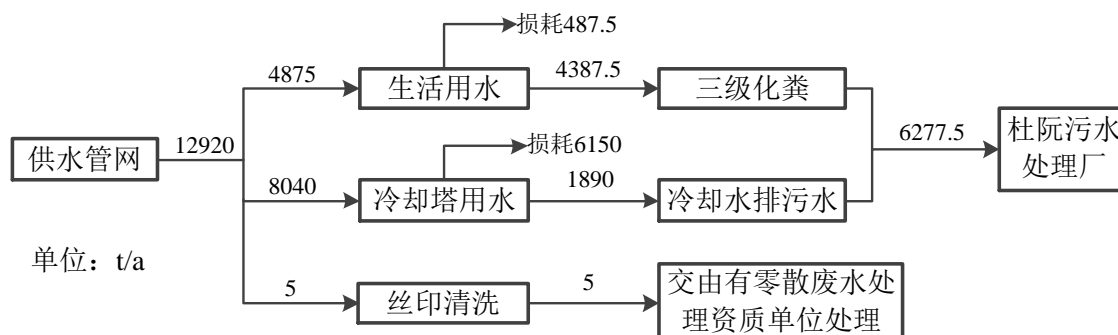 损耗487.5
4875
生活用水
4387.5
三级化粪
供水管网
12920
损耗6150
6277.5
杜阮污水
处理厂
8040
冷却塔用水
1890
冷却水排污水
单位：t/a
5
丝印清洗
5
交由有零散废水处
理资质单位处理